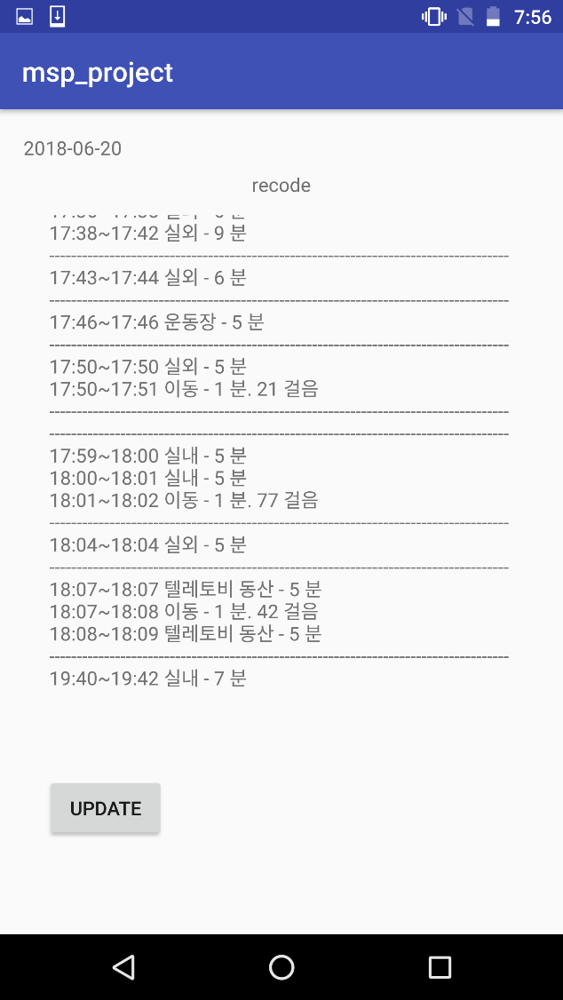 7:56
msp_project
2018-06-20
recode
17:38~17:42 실외 - 9 분
--------------------------------------------------------------------------------------
17:43~17:44 실외 - 6 분
--------------------------------------------------------------------------------------
17:46~17:46 운동장 - 5 분
--------------------------------------------------------------------------------------
17:50~17:50 실외 - 5 분
17:50~17:51 이동 - 1 분. 21 걸음
--------------------------------------------------------------------------------------
--------------------------------------------------------------------------------------
17:59~18:00 실내 - 5 분
18:00~18:01 실내 - 5 분
18:01~18:02 이동 - 1 분. 77 걸음
--------------------------------------------------------------------------------------
18:04~18:04 실외 - 5 분
--------------------------------------------------------------------------------------
18:07~18:07 텔레토비 동산 - 5 분
18:07~18:08 이동 - 1 분. 42 걸음
18:08~18:09 텔레토비 동산 - 5 분
--------------------------------------------------------------------------------------
19:40~19:42 실내 - 7 분
UPDATE